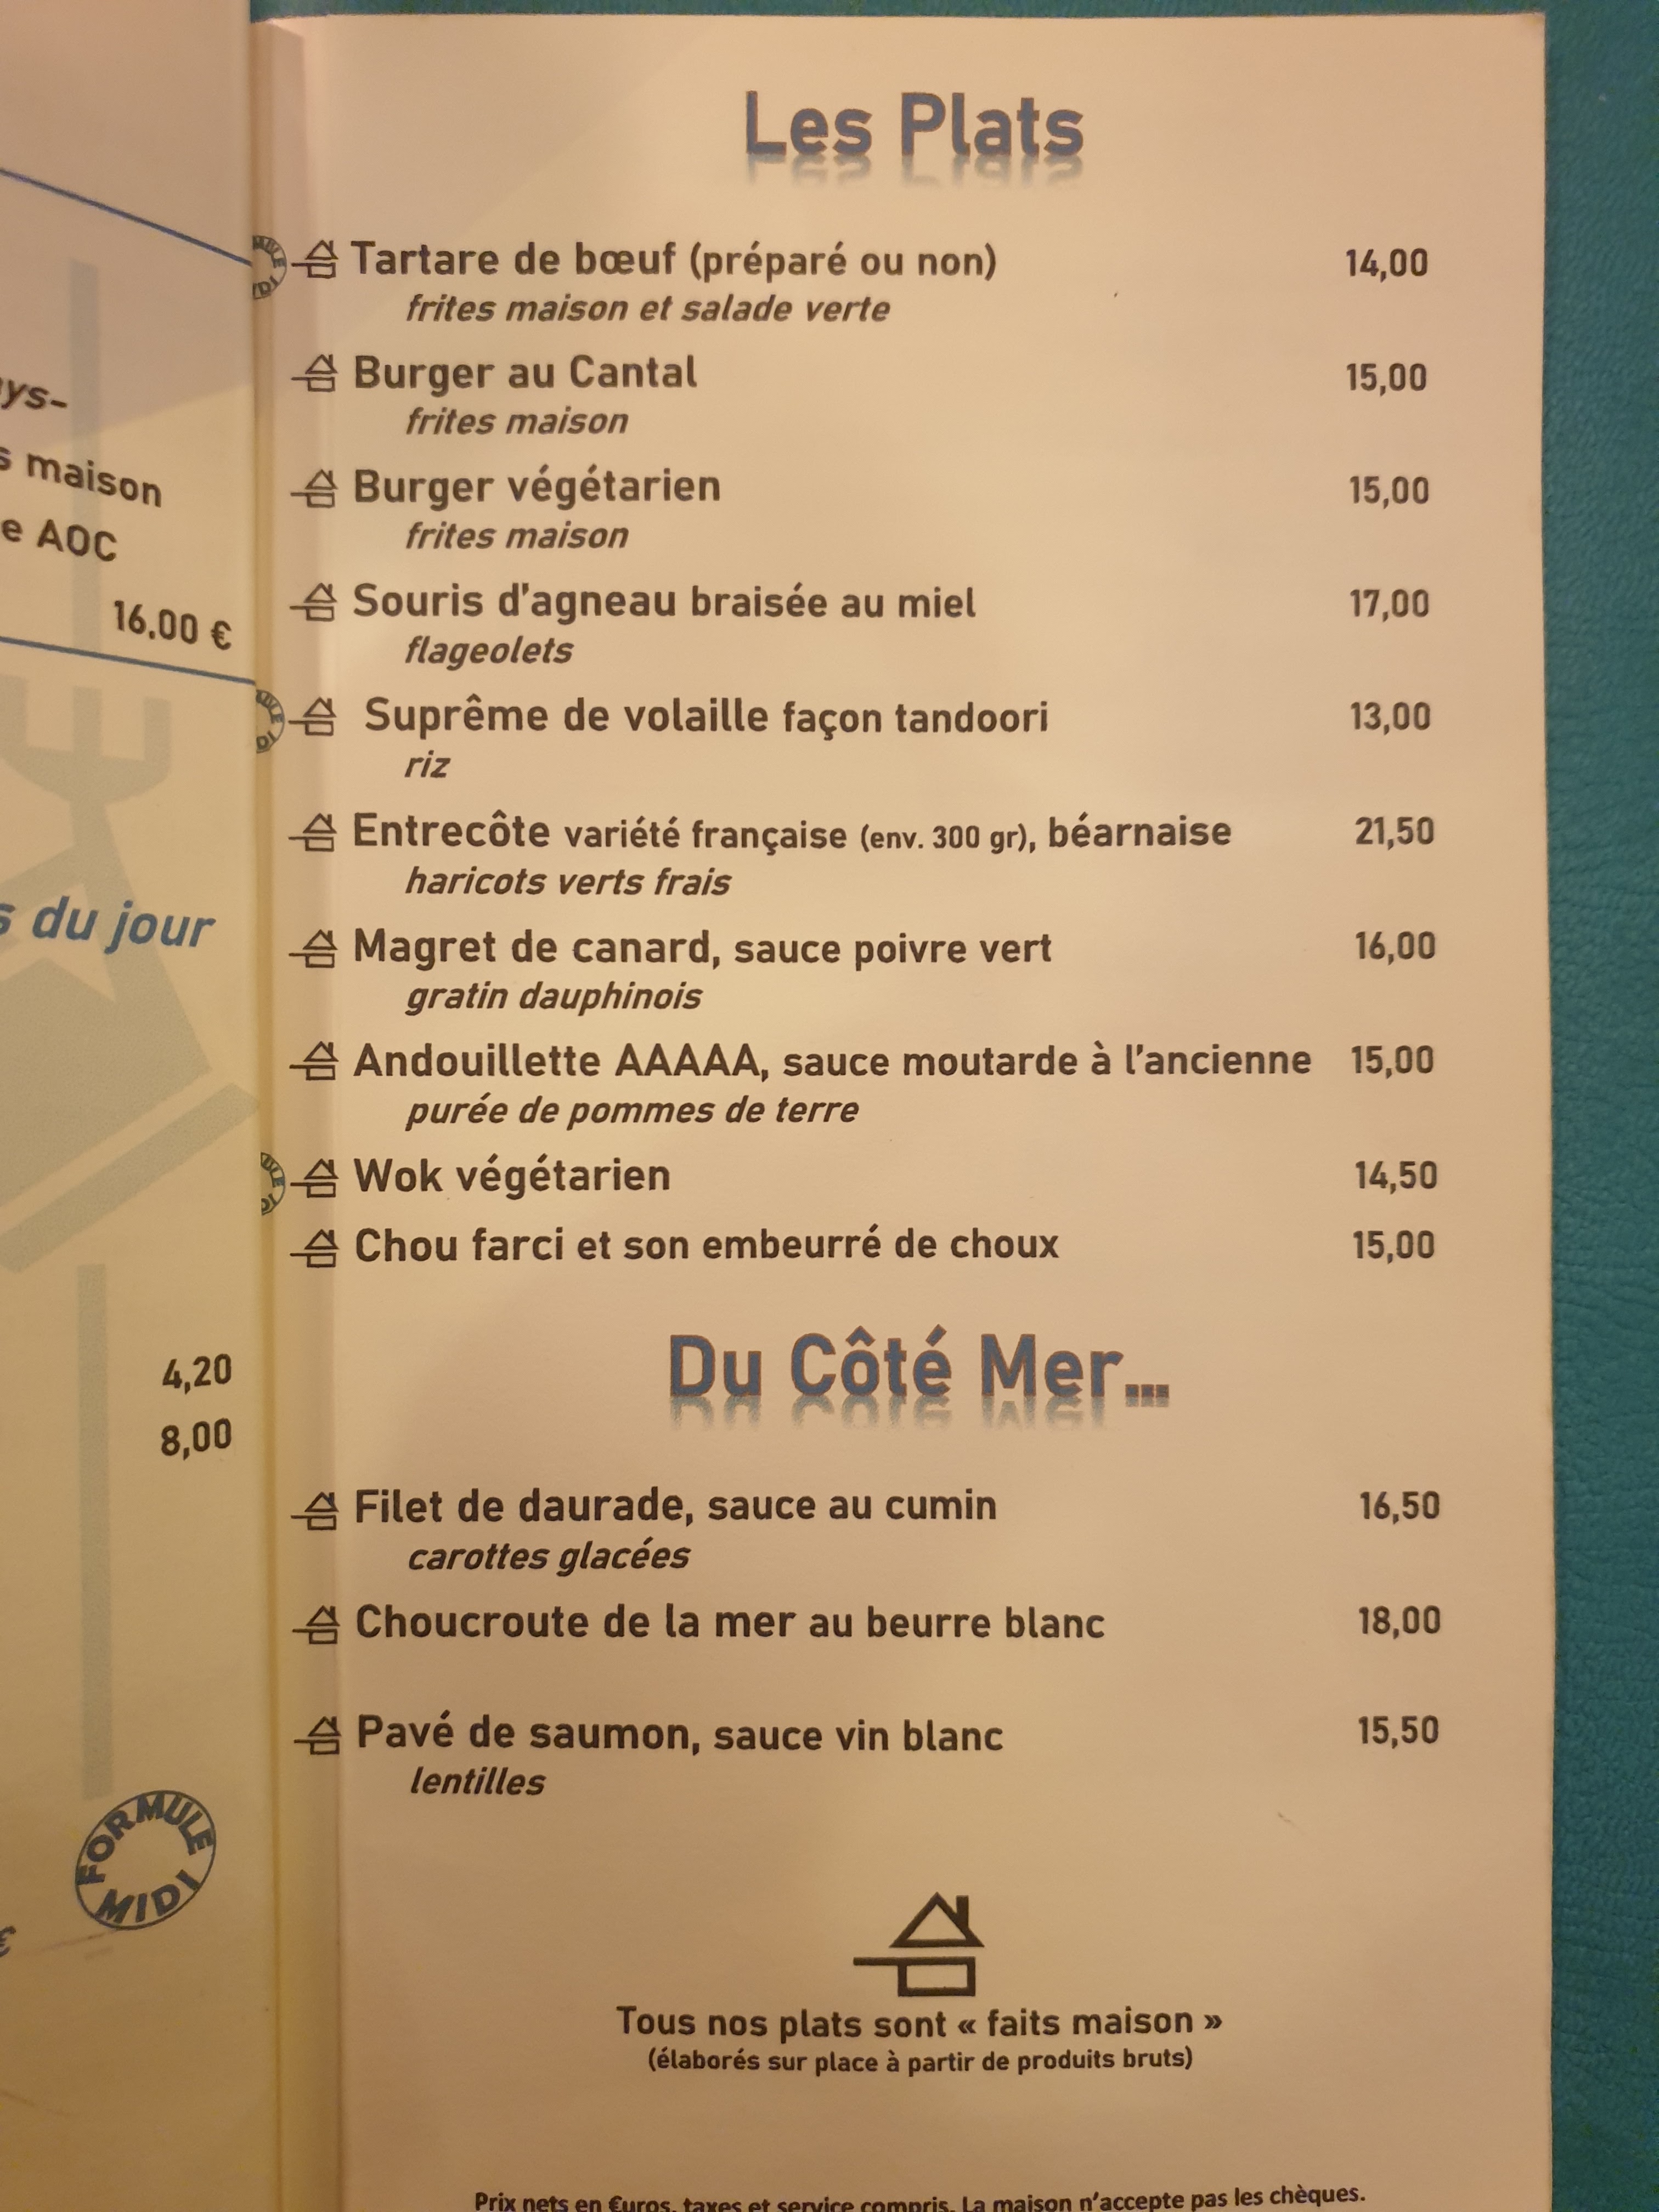 ys-
s maison
e AOC
16.00 €
s du jour
4,20
8,00
FORMULE
MIDI
€
Les Plats
Tartare de bœuf (préparé ou non) 14,00
frites maison et salade verte
Burger au Cantal 15,00
frites maison
Burger végétarien 15,00
frites maison
Souris d'agneau braisée au miel 17,00
flageolets
Suprême de volaille façon tandoori 13,00
riz
Entrecôte variété française (env. 300 gr), béarnaise 21,50
haricots verts frais
Magret de canard, sauce poivre vert 16,00
gratin dauphinois
Andouillette AAAAA, sauce moutarde à l'ancienne 15,00
purée de pommes de terre
Wok végétarien 14,50
Chou farci et son embeurré de choux 15,00
Du Côté Mer...
Filet de daurade, sauce au cumin 16,50
carottes glacées
Choucroute de la mer au beurre blanc 18,00
Pavé de saumon, sauce vin blanc 15,50
lentilles
Tous nos plats sont « faits maison »
(élaborés sur place à partir de produits bruts)
Prix nets en €uros, taxes et service compris. La maison n'accepte pas les chèques.